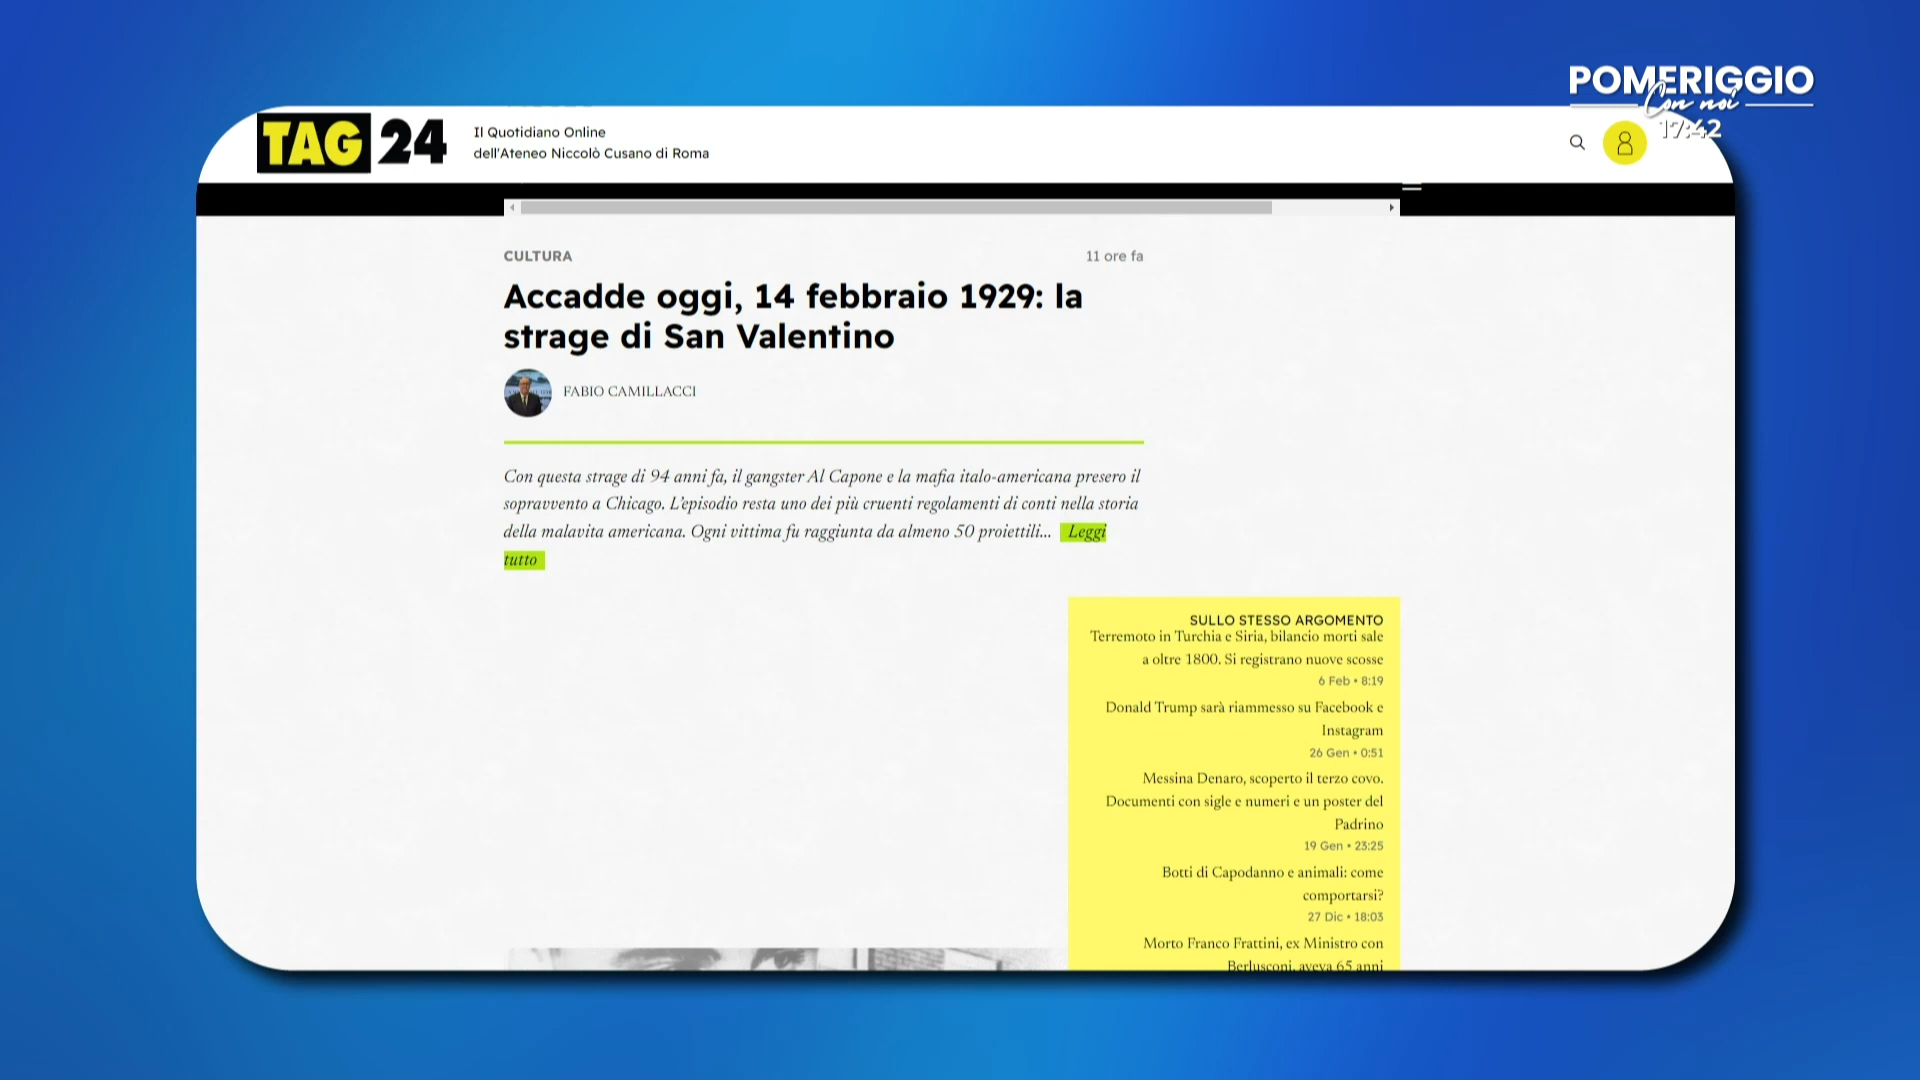 POMERIGGIO
Con noi
17:42
TAG 24
Il Quotidiano Online
dell'Ateneo Niccolò Cusano di Roma
CULTURA
11 ore fa
Accadde oggi, 14 febbraio 1929: la
strage di San Valentino
FABIO CAMILLACCI
Con questa strage di 94 anni fa, il gangster Al Capone e la mafia italo-americana presero il
sopravvento a Chicago. L'episodio resta uno dei più cruenti regolamenti di conti nella storia
della malavita americana. Ogni vittima fu raggiunta da almeno 50 proiettili... Leggi
tutto
SULLO STESSO ARGOMENTO
Terremoto in Turchia e Siria, bilancio morti sale
a oltre 1800. Si registrano nuove scosse
6 Feb • 8:19
Donald Trump sarà riammesso su Facebook e
Instagram
26 Gen • 0:51
Messina Denaro, scoperto il terzo covo.
Documenti con sigle e numeri e un poster del
Padrino
19 Gen • 23:25
Botti di Capodanno e animali: come
comportarsi?
27 Dic • 18:03
Morto Franco Frattini, ex Ministro con
Berlusconi, aveva 65 anni